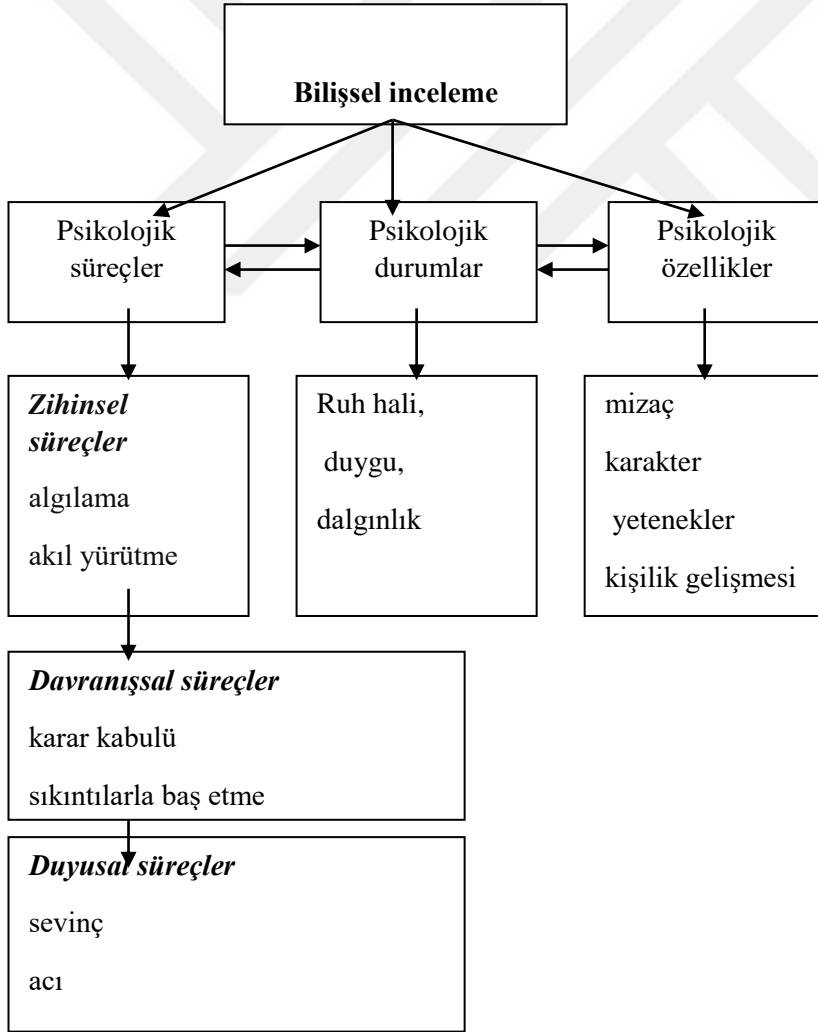 Bilişsel inceleme
Psikolojik
süreçler
Psikolojik
durumlar
Psikolojik
özellikler
Zihinsel
süreçler
algılama
akıl yürütme
Ruh hali,
duygu,
dalgınlık
mizaç
karakter
yetenekler
kişilik gelişmesi
Davranışsal süreçler
karar kabulü
sıkıntılarla baş etme
Duyusal süreçler
sevinç
acı